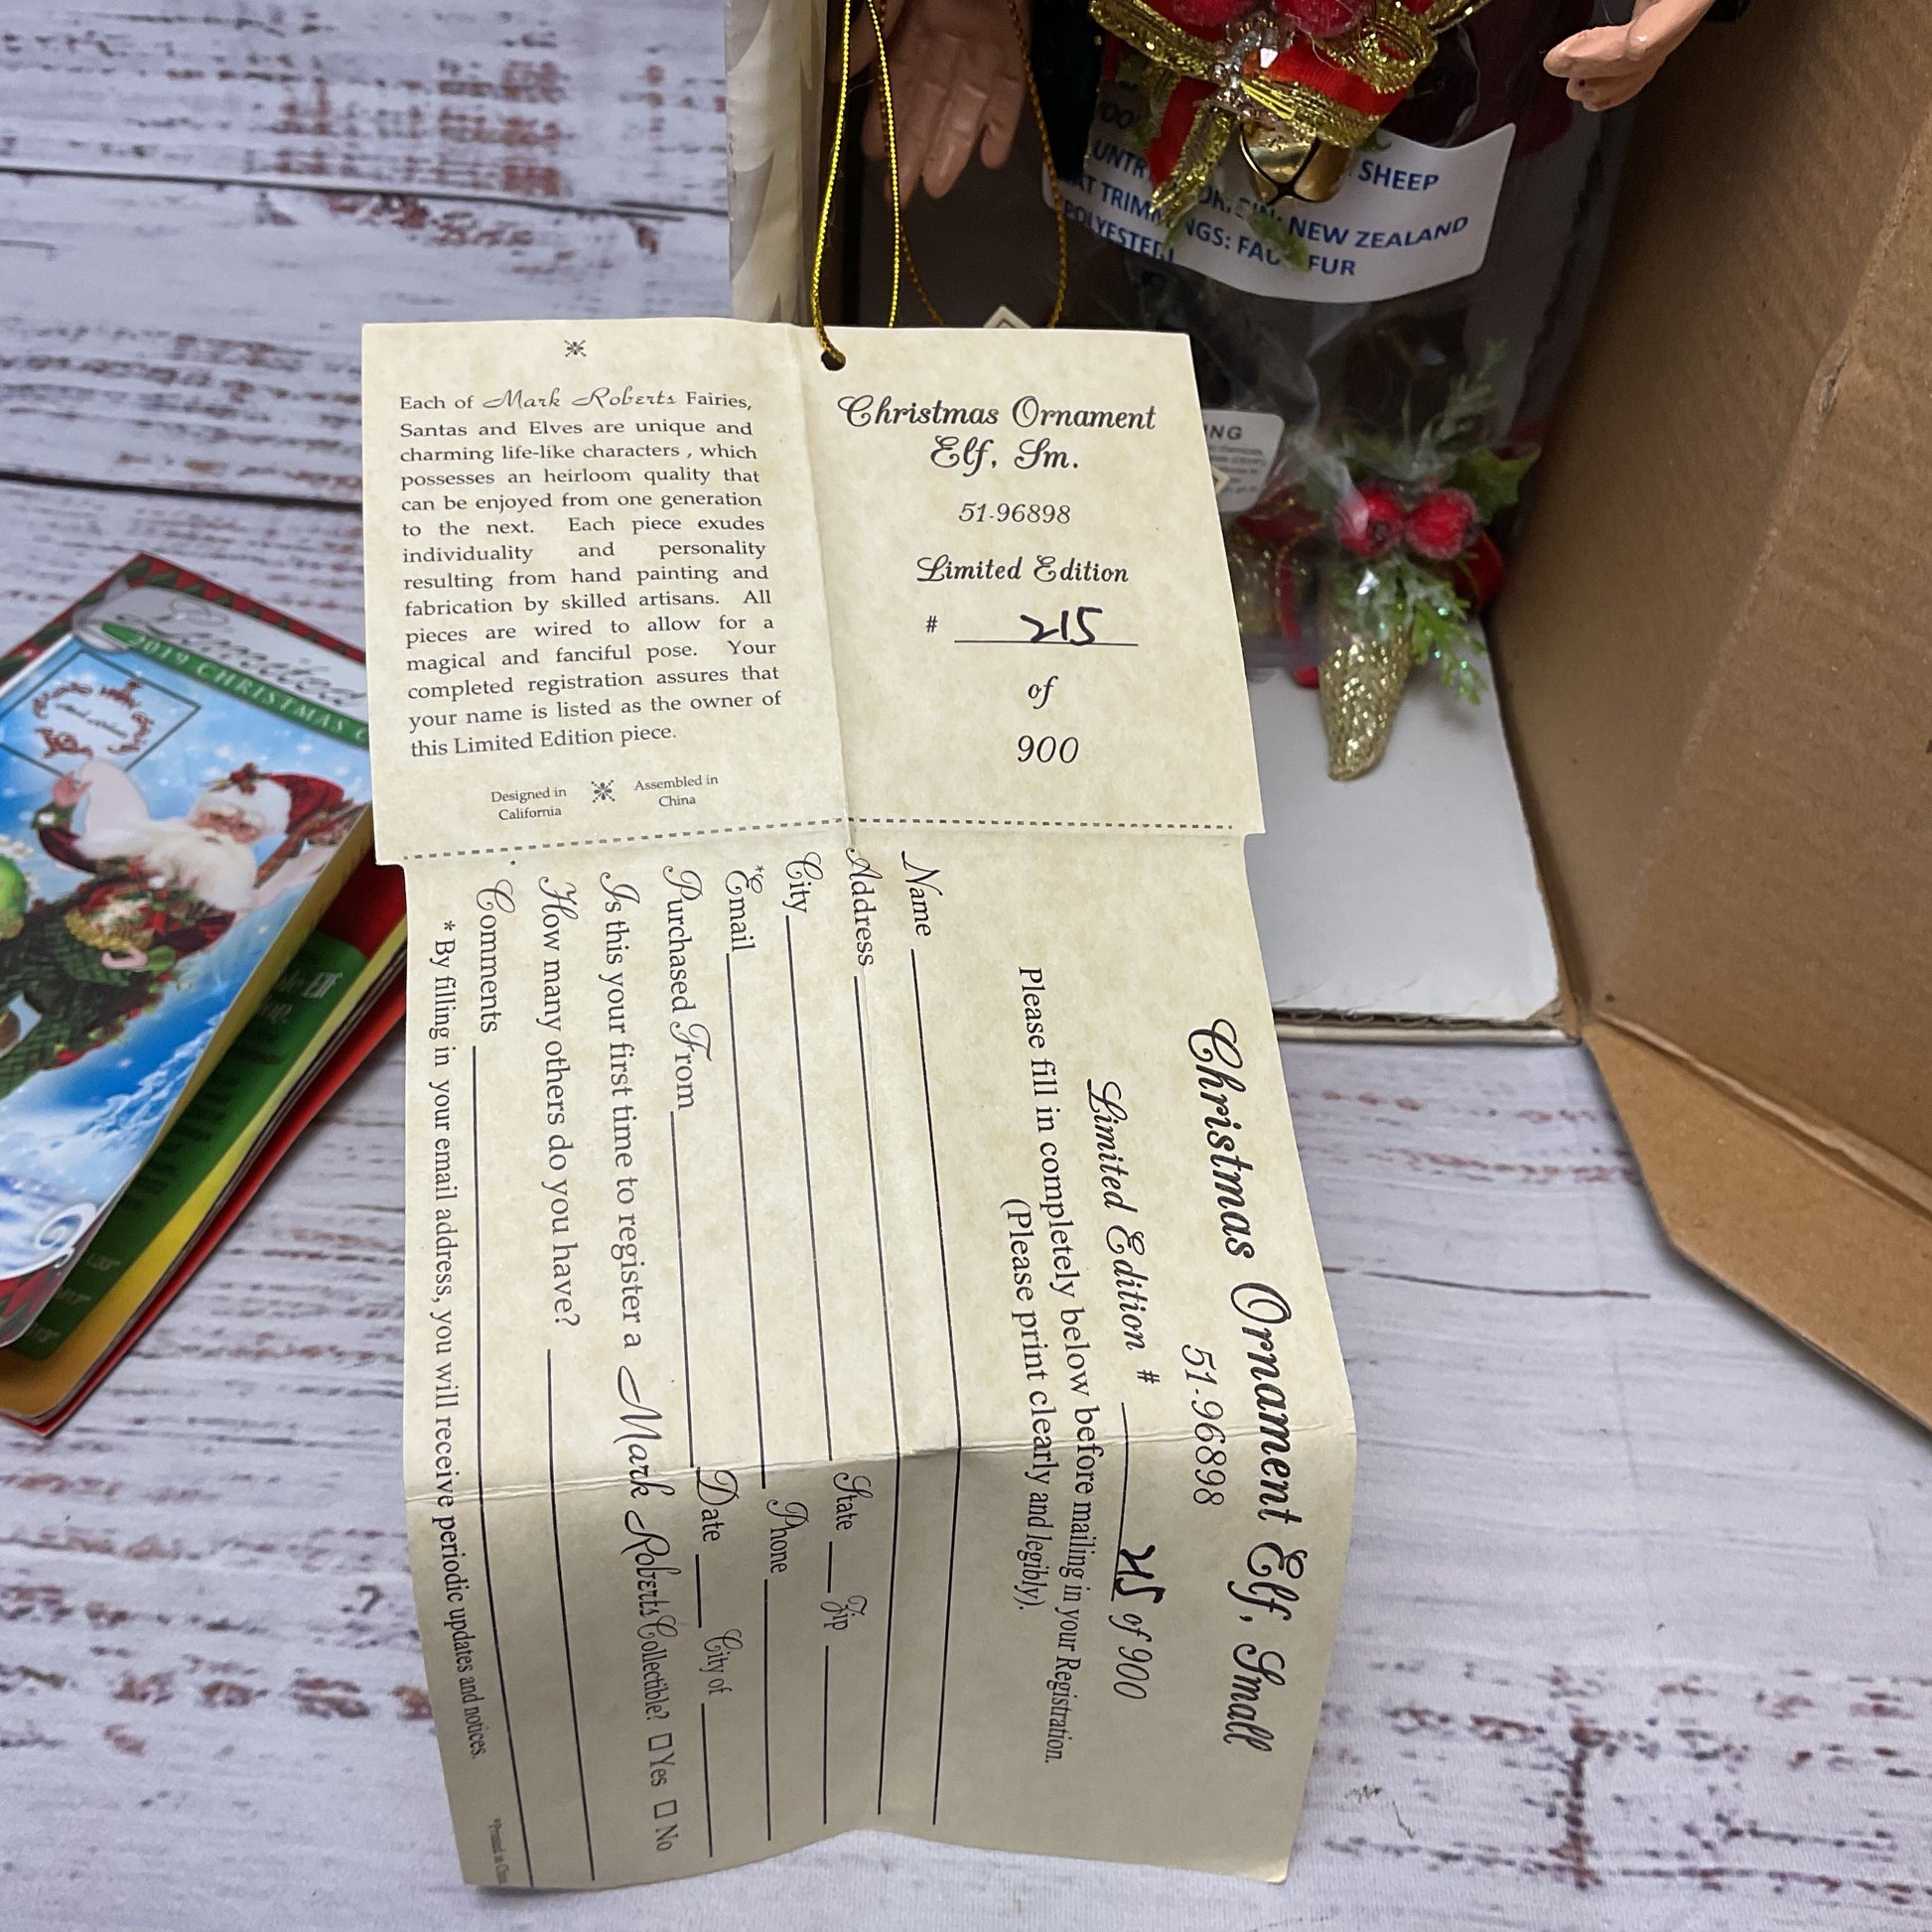 SHEEP
NEW ZEALAND
FUR
Each of Mark Roberts Fairies,
Santas and Elves are unique and
charming life-like characters , which
possesses an heirloom quality that
can be enjoyed from one generation
to the next. Each piece exudes
individuality and personality
resulting from hand painting and
fabrication by skilled artisans. All
pieces are wired to allow for a
magical and fanciful pose. Your
completed registration assures that
your name is listed as the owner of
this Limited Edition piece.
Designed in
California
Assembled in
China
Christmas Ornament
Elf, Sm.
51-96898
Limited Edition
# 215
of
900
Christmas Ornament Elf, Small
51-96898
Limited Edition # 215 of 900
Please fill in completely below before mailing in your Registration.
(Please print clearly and legibly).
Name
Address
City State Zip
*Email Phone
Purchased From Date City of
Is this your first time to register a Mark Roberts Collectible? Yes No
How many others do you have?
Comments
* By filling in your email address, you will receive periodic updates and notices.
2019 CHRISTMAS